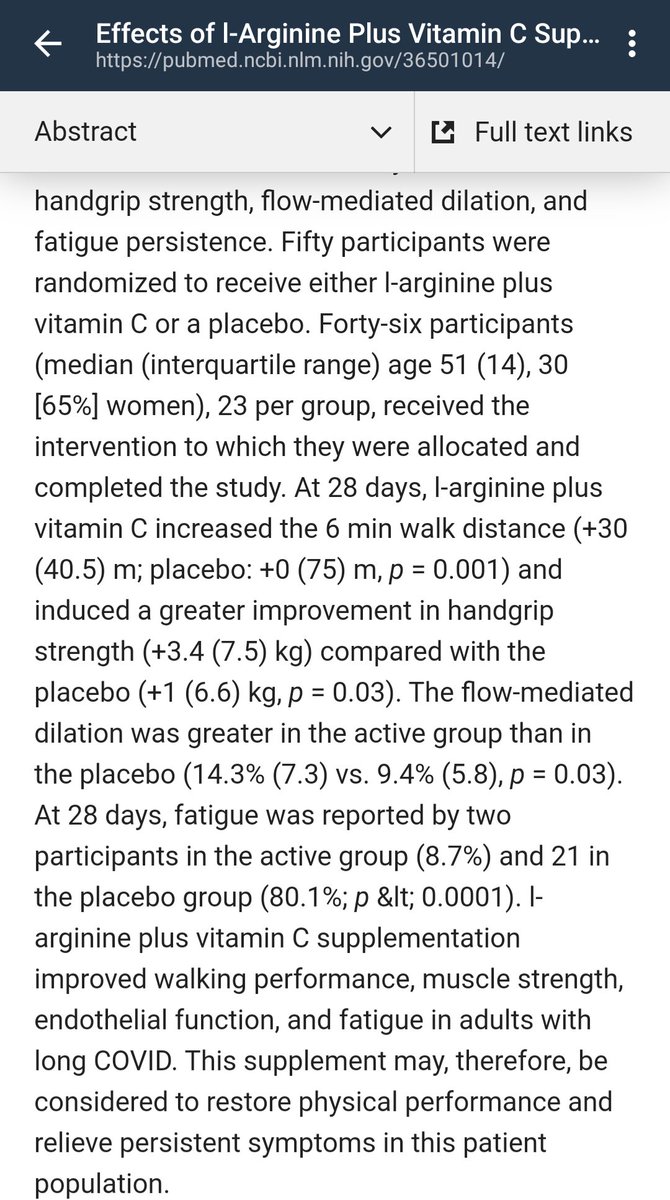 Effects of l-Arginine Plus Vitamin C Sup...
https://pubmed.ncbi.nlm.nih.gov/36501014/
Abstract
Full text links
handgrip strength, flow-mediated dilation, and
fatigue persistence. Fifty participants were
randomized to receive either l-arginine plus
vitamin C or a placebo. Forty-six participants
(median (interquartile range) age 51 (14), 30
[65%] women), 23 per group, received the
intervention to which they were allocated and
completed the study. At 28 days, l-arginine plus
vitamin C increased the 6 min walk distance (+30
(40.5) m; placebo: +0 (75) m, p = 0.001) and
induced a greater improvement in handgrip
strength (+3.4 (7.5) kg) compared with the
placebo (+1 (6.6) kg, p = 0.03). The flow-mediated
dilation was greater in the active group than in
the placebo (14.3% (7.3) vs. 9.4% (5.8), p = 0.03).
At 28 days, fatigue was reported by two
participants in the active group (8.7%) and 21 in
the placebo group (80.1%; p &lt; 0.0001). l-
arginine plus vitamin C supplementation
improved walking performance, muscle strength,
endothelial function, and fatigue in adults with
long COVID. This supplement may, therefore, be
considered to restore physical performance and
relieve persistent symptoms in this patient
population.